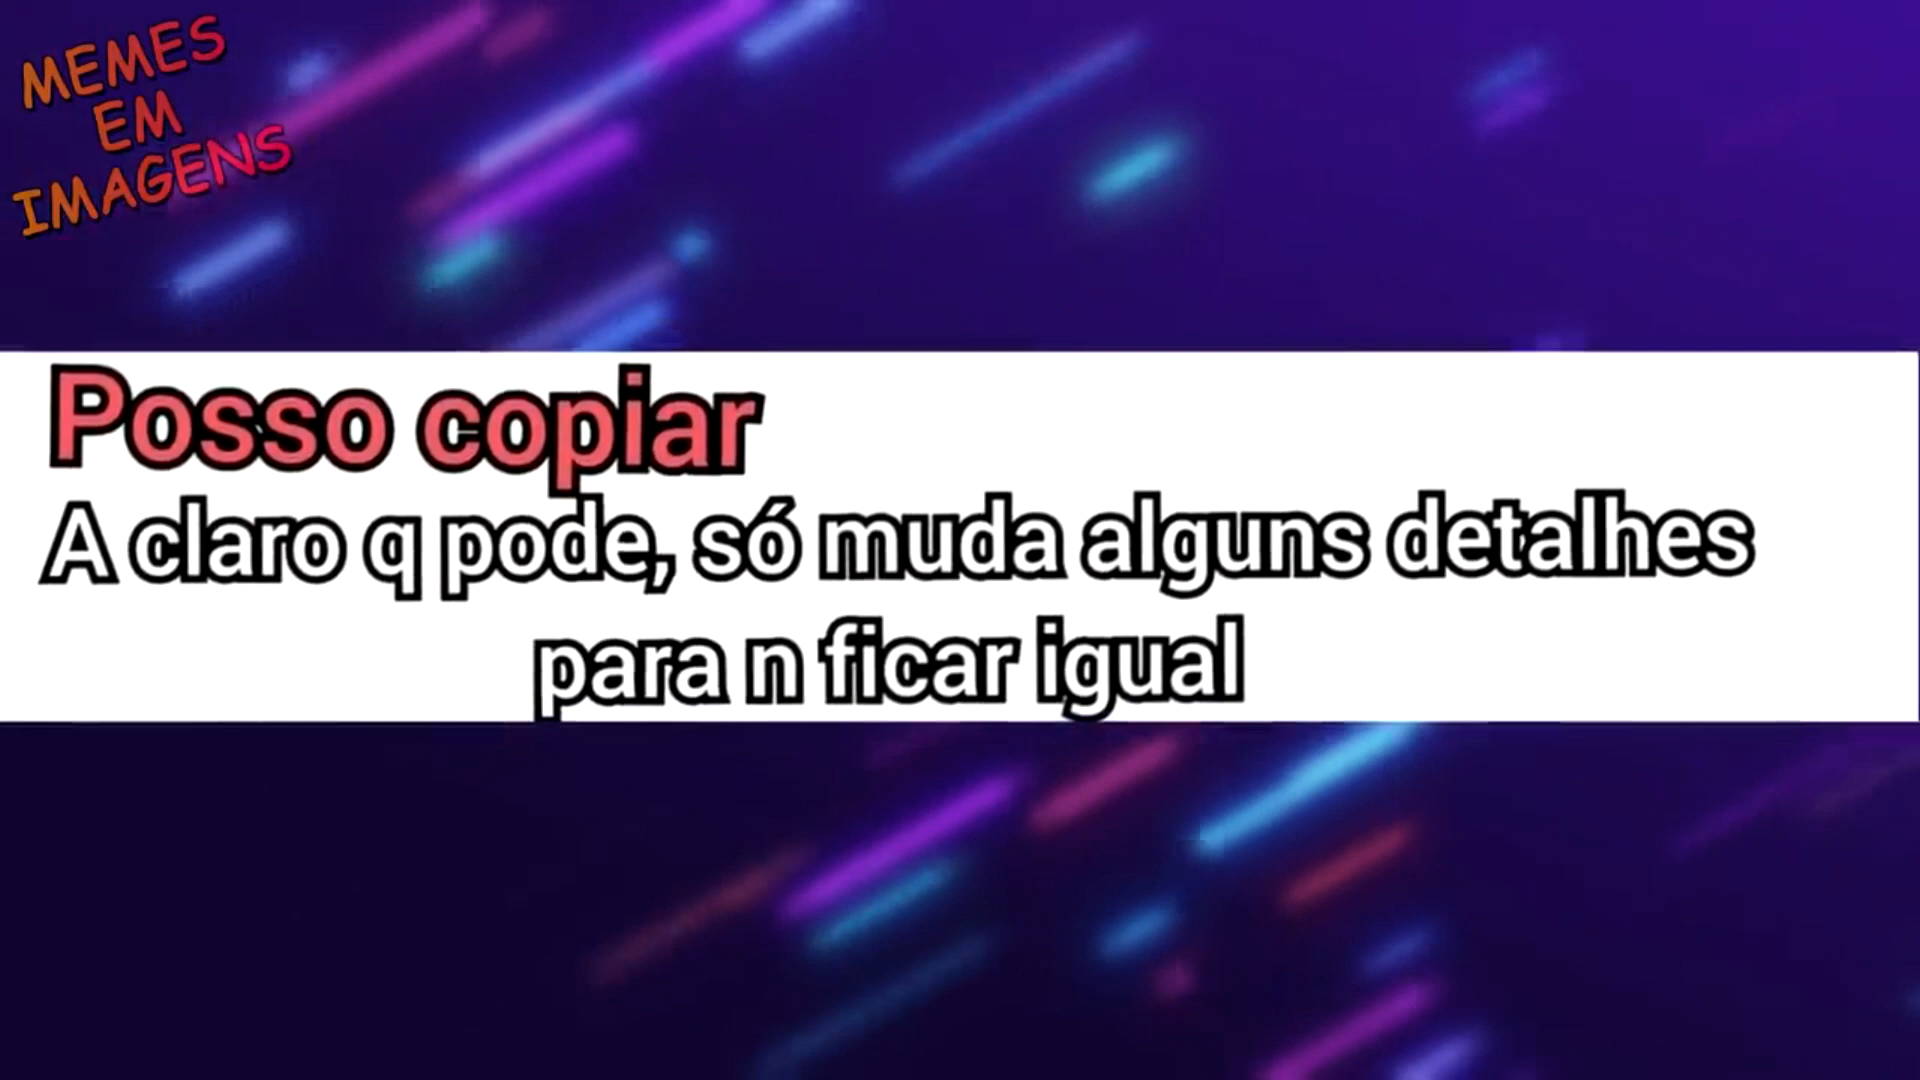 MEMES
EM
IMAGENS
Posso copiar
A claro q pode, só muda alguns detalhes
para n ficar igual